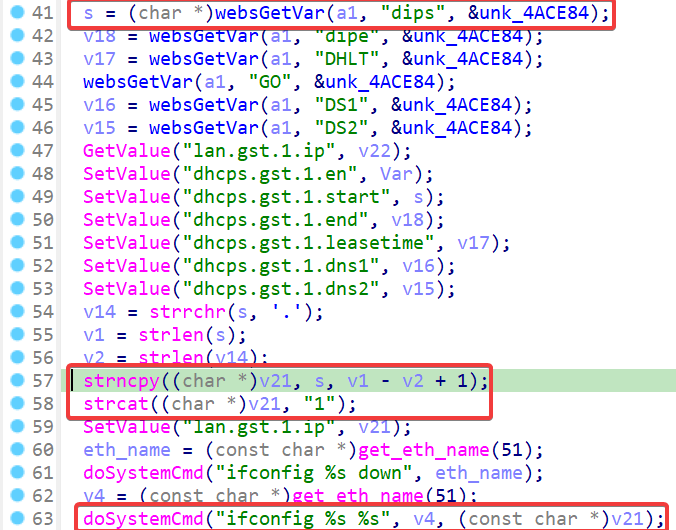 41 s = (char *)websGetVar(a1, "dips", &unk_4ACE84);
42 v18 = websGetVar(a1, "dipe", &unk_4ACE84);
43 v17 = websGetVar(a1, "DHLT", &unk_4ACE84);
44 websGetVar(a1, "GO", &unk_4ACE84);
45 v16 = websGetVar(a1, "DS1", &unk_4ACE84);
46 v15 = websGetVar(a1, "DS2", &unk_4ACE84);
47 GetValue("lan.gst.1.ip", v22);
48 SetValue("dhcps.gst.1.en", Var);
49 SetValue("dhcps.gst.1.start", s);
50 SetValue("dhcps.gst.1.end", v18);
51 SetValue("dhcps.gst.1.leasetime", v17);
52 SetValue("dhcps.gst.1.dns1", v16);
53 SetValue("dhcps.gst.1.dns2", v15);
54 v14 = strrchr(s, '.');
55 v1 = strlen(s);
56 v2 = strlen(v14);
57 strncpy((char *)v21, s, v1 - v2 + 1);
58 strcat((char *)v21, "1");
59 SetValue("lan.gst.1.ip", v21);
60 eth_name = (const char *)get_eth_name(51);
61 doSystemCmd("ifconfig %s down", eth_name);
62 v4 = (const char *)get_eth_name(51);
63 doSystemCmd("ifconfig %s %s", v4, (const char *)v21);